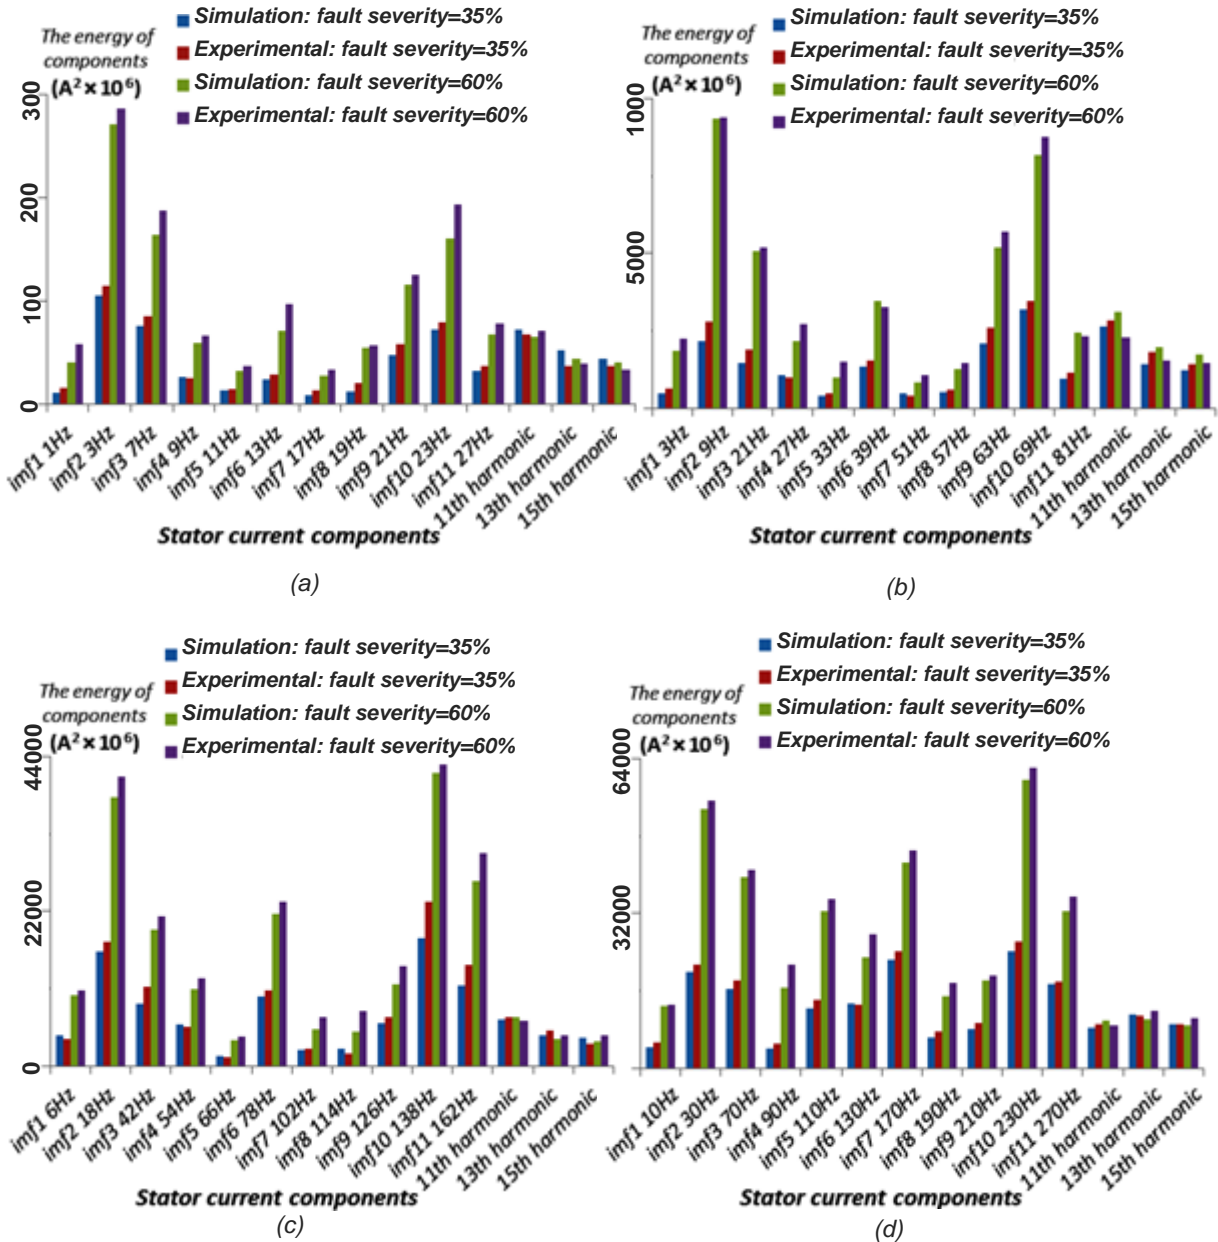 Simulation: fault severity=35%
Experimental: fault severity=35%
Simulation: fault severity=60%
Experimental: fault severity=60%
The energy of
components
(A² × 10⁶)
300
200
100
0
imf1 1Hz
imf2 3Hz
imf3 7Hz
imf4 9Hz
imf5 11Hz
imf6 13Hz
imf7 17Hz
imf8 19Hz
imf9 21Hz
imf10 23Hz
imf11 27Hz
11th harmonic
13th harmonic
15th harmonic
Stator current components
(a)
Simulation: fault severity=35%
Experimental: fault severity=35%
Simulation: fault severity=60%
Experimental: fault severity=60%
The energy of
components
(A² × 10⁶)
1000
5000
imf1 3Hz
imf2 9Hz
imf3 21Hz
imf4 27Hz
imf5 33Hz
imf6 39Hz
imf7 51Hz
imf8 57Hz
imf9 63Hz
imf10 69Hz
imf11 81Hz
11th harmonic
13th harmonic
15th harmonic
Stator current components
(b)
Simulation: fault severity=35%
Experimental: fault severity=35%
Simulation: fault severity=60%
Experimental: fault severity=60%
The energy of
components
(A² × 10⁶)
44000
22000
0
imf1 6Hz
imf2 18Hz
imf3 42Hz
imf4 54Hz
imf5 66Hz
imf6 78Hz
imf7 102Hz
imf8 114Hz
imf9 126Hz
imf10 138Hz
imf11 162Hz
11th harmonic
13th harmonic
15th harmonic
Stator current components
(c)
Simulation: fault severity=35%
Experimental: fault severity=35%
Simulation: fault severity=60%
Experimental: fault severity=60%
The energy of
components
(A² × 10⁶)
64000
32000
imf1 10Hz
imf2 30Hz
imf3 70Hz
imf4 90Hz
imf5 110Hz
imf6 130Hz
imf7 170Hz
imf8 190Hz
imf9 210Hz
imf10 230Hz
imf11 270Hz
11th harmonic
13th harmonic
15th harmonic
Stator current components
(d)